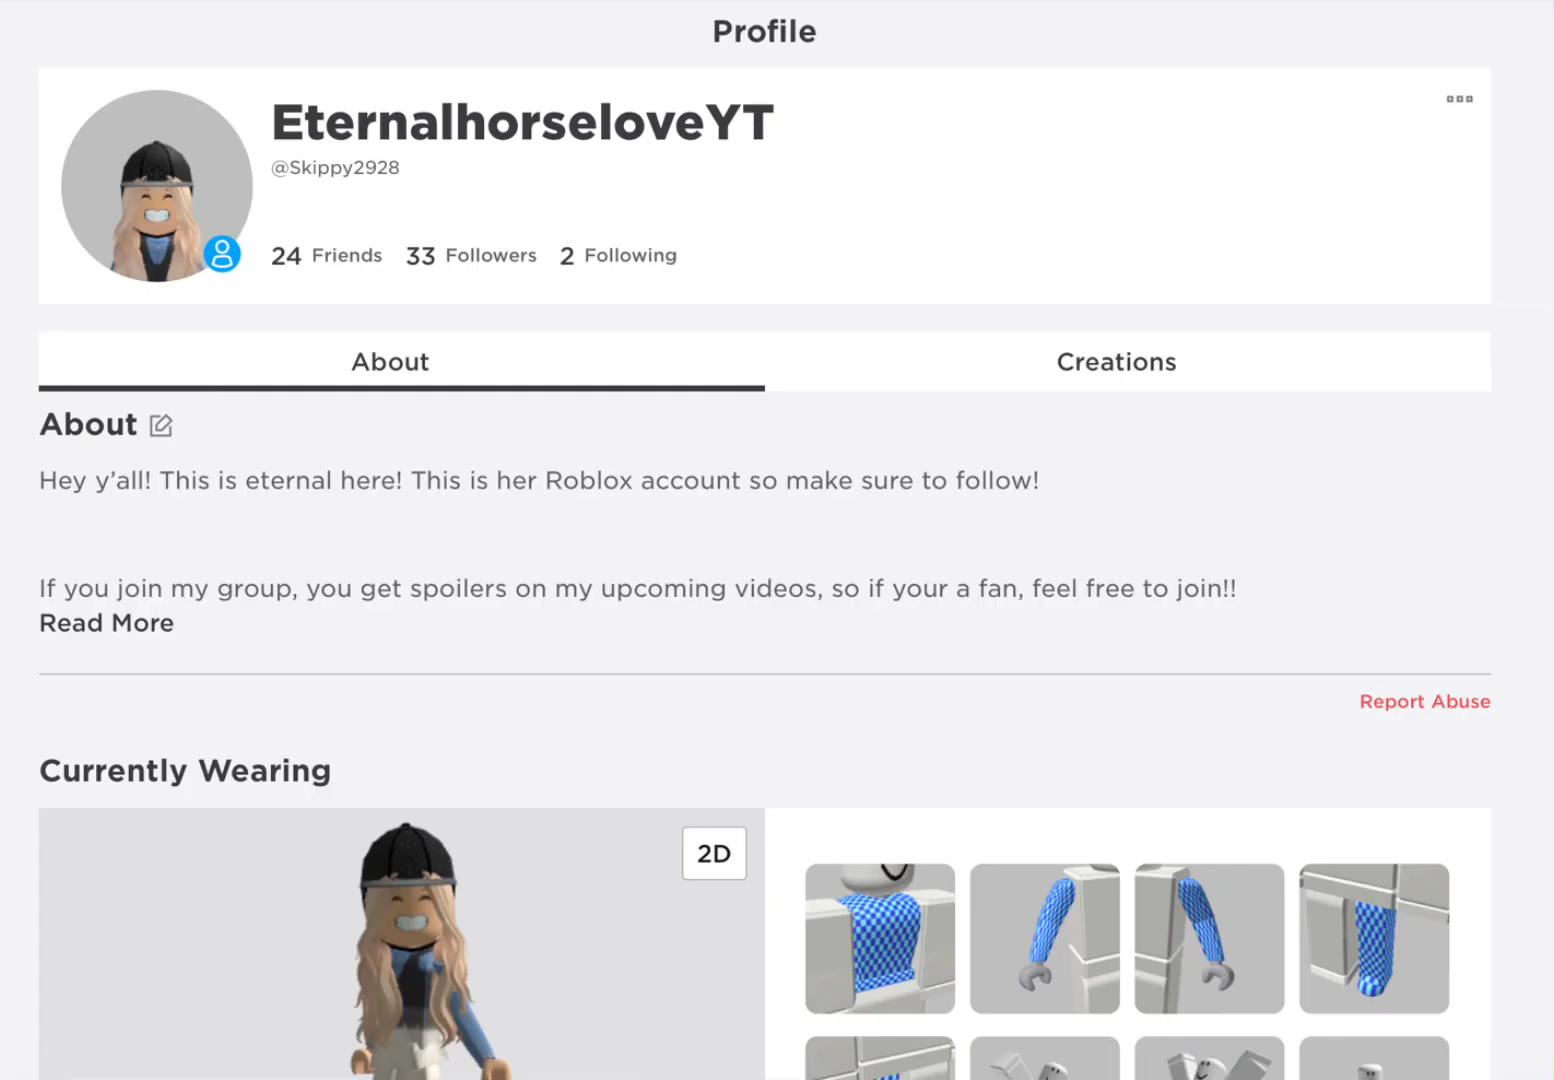 Profile
EternalhorseloveYT
@Skippy2928
24 Friends 33 Followers 2 Following
About Creations
About
Hey y’all! This is eternal here! This is her Roblox account so make sure to follow!
If you join my group, you get spoilers on my upcoming videos, so if your a fan, feel free to join!!
Read More
Report Abuse
Currently Wearing
2D